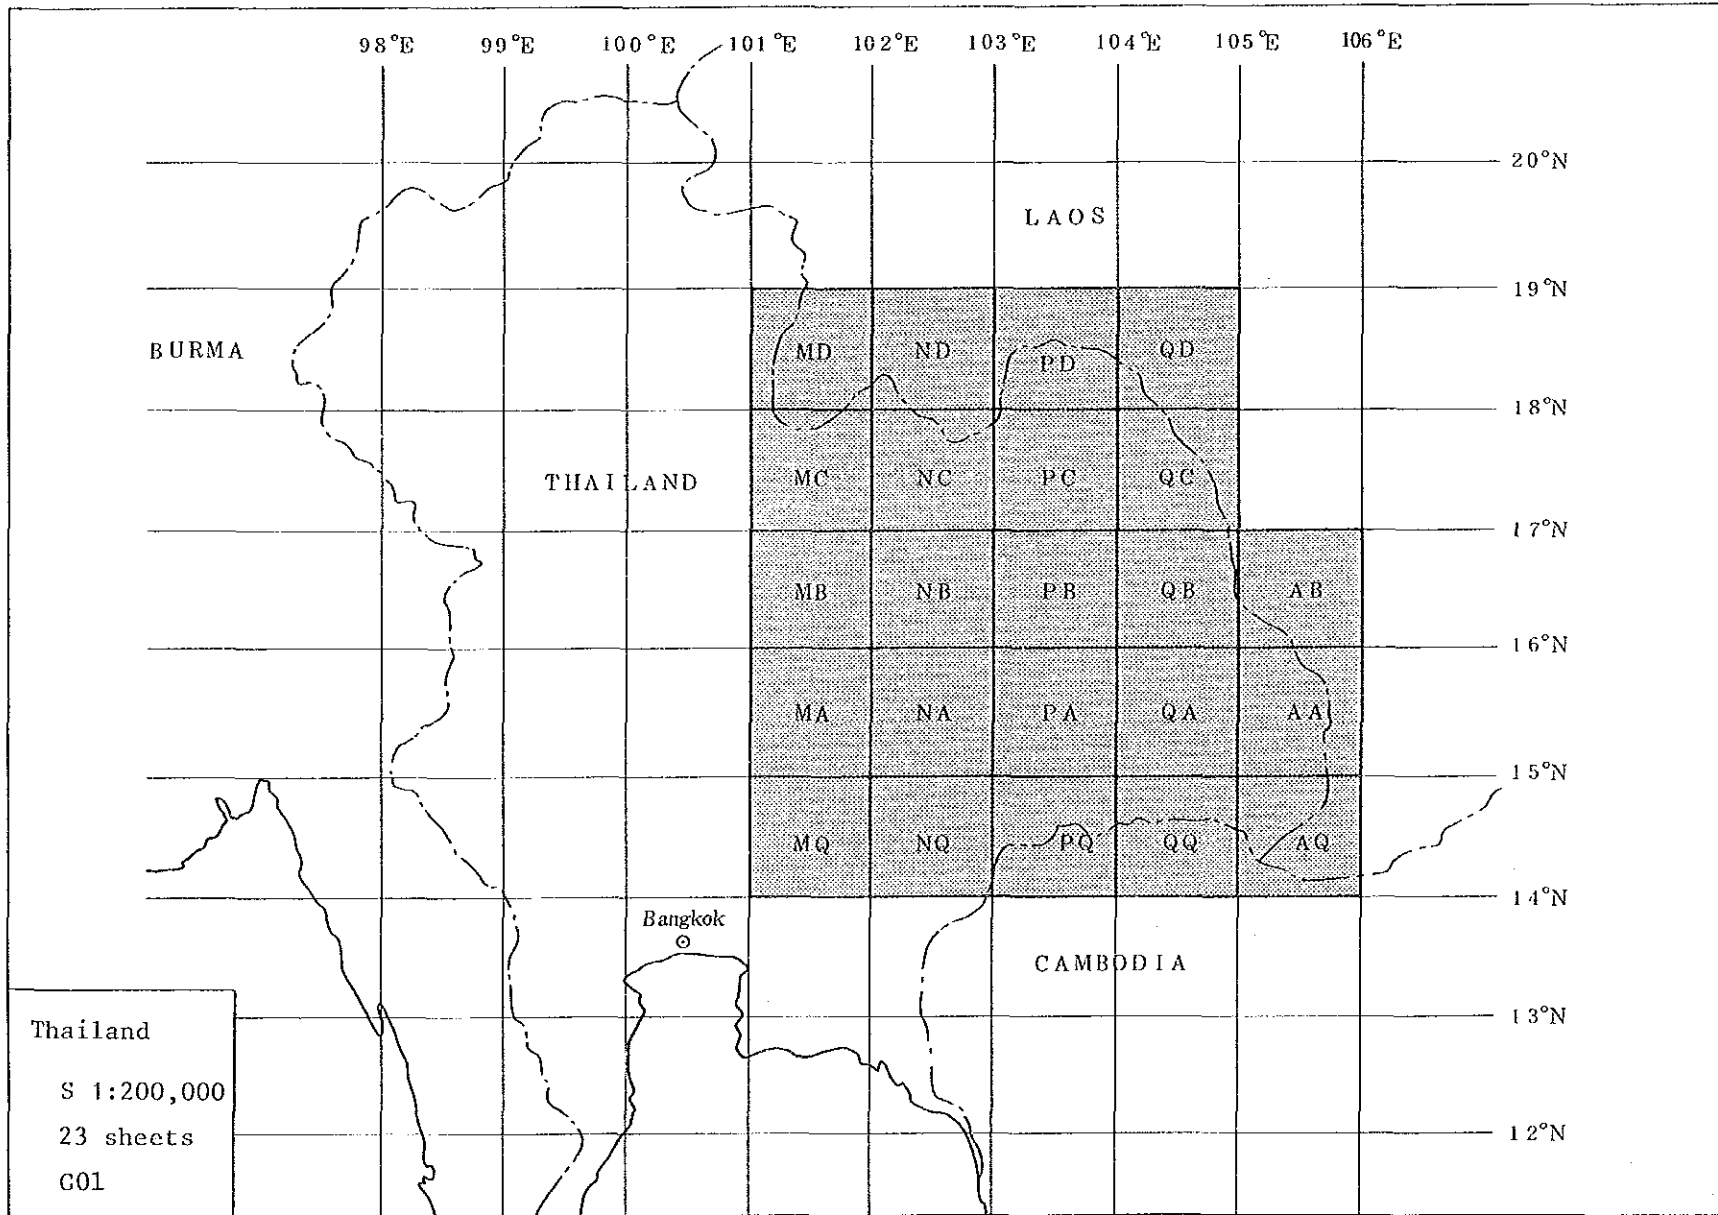 98°E 99°E 100°E 101°E 102°E 103°E 104°E 105°E 106°E
20°N
LAOS
19°N
BURMA
MD ND PD QD
18°N
THAILAND
MC NC PC QC
17°N
MB NB PB QB AB
16°N
MA NA PA QA AA
15°N
MQ NQ PQ QQ AQ
14°N
Bangkok
CAMBODIA
13°N
12°N
Thailand
S 1:200,000
23 sheets
G01